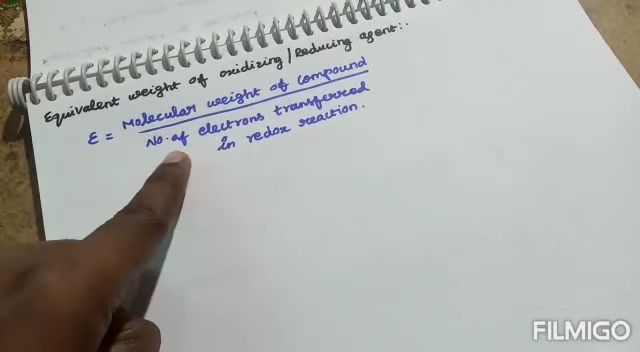 Equivalent weight of oxidizing / Reducing agent:.
E = Molecular weight of compound
No. of electrons transferred
in redox reaction.
FILMIGO